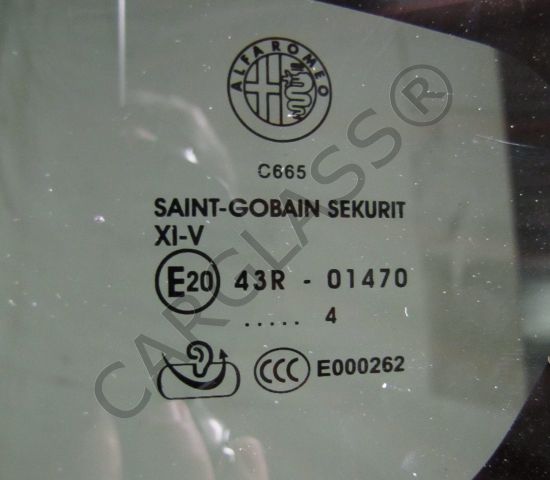 ALFA ROMEO
C665
SAINT-GOBAIN SEKURIT
XI-V
E20 43R - 01470
..... 4
CCC E000262
CARGLASS®